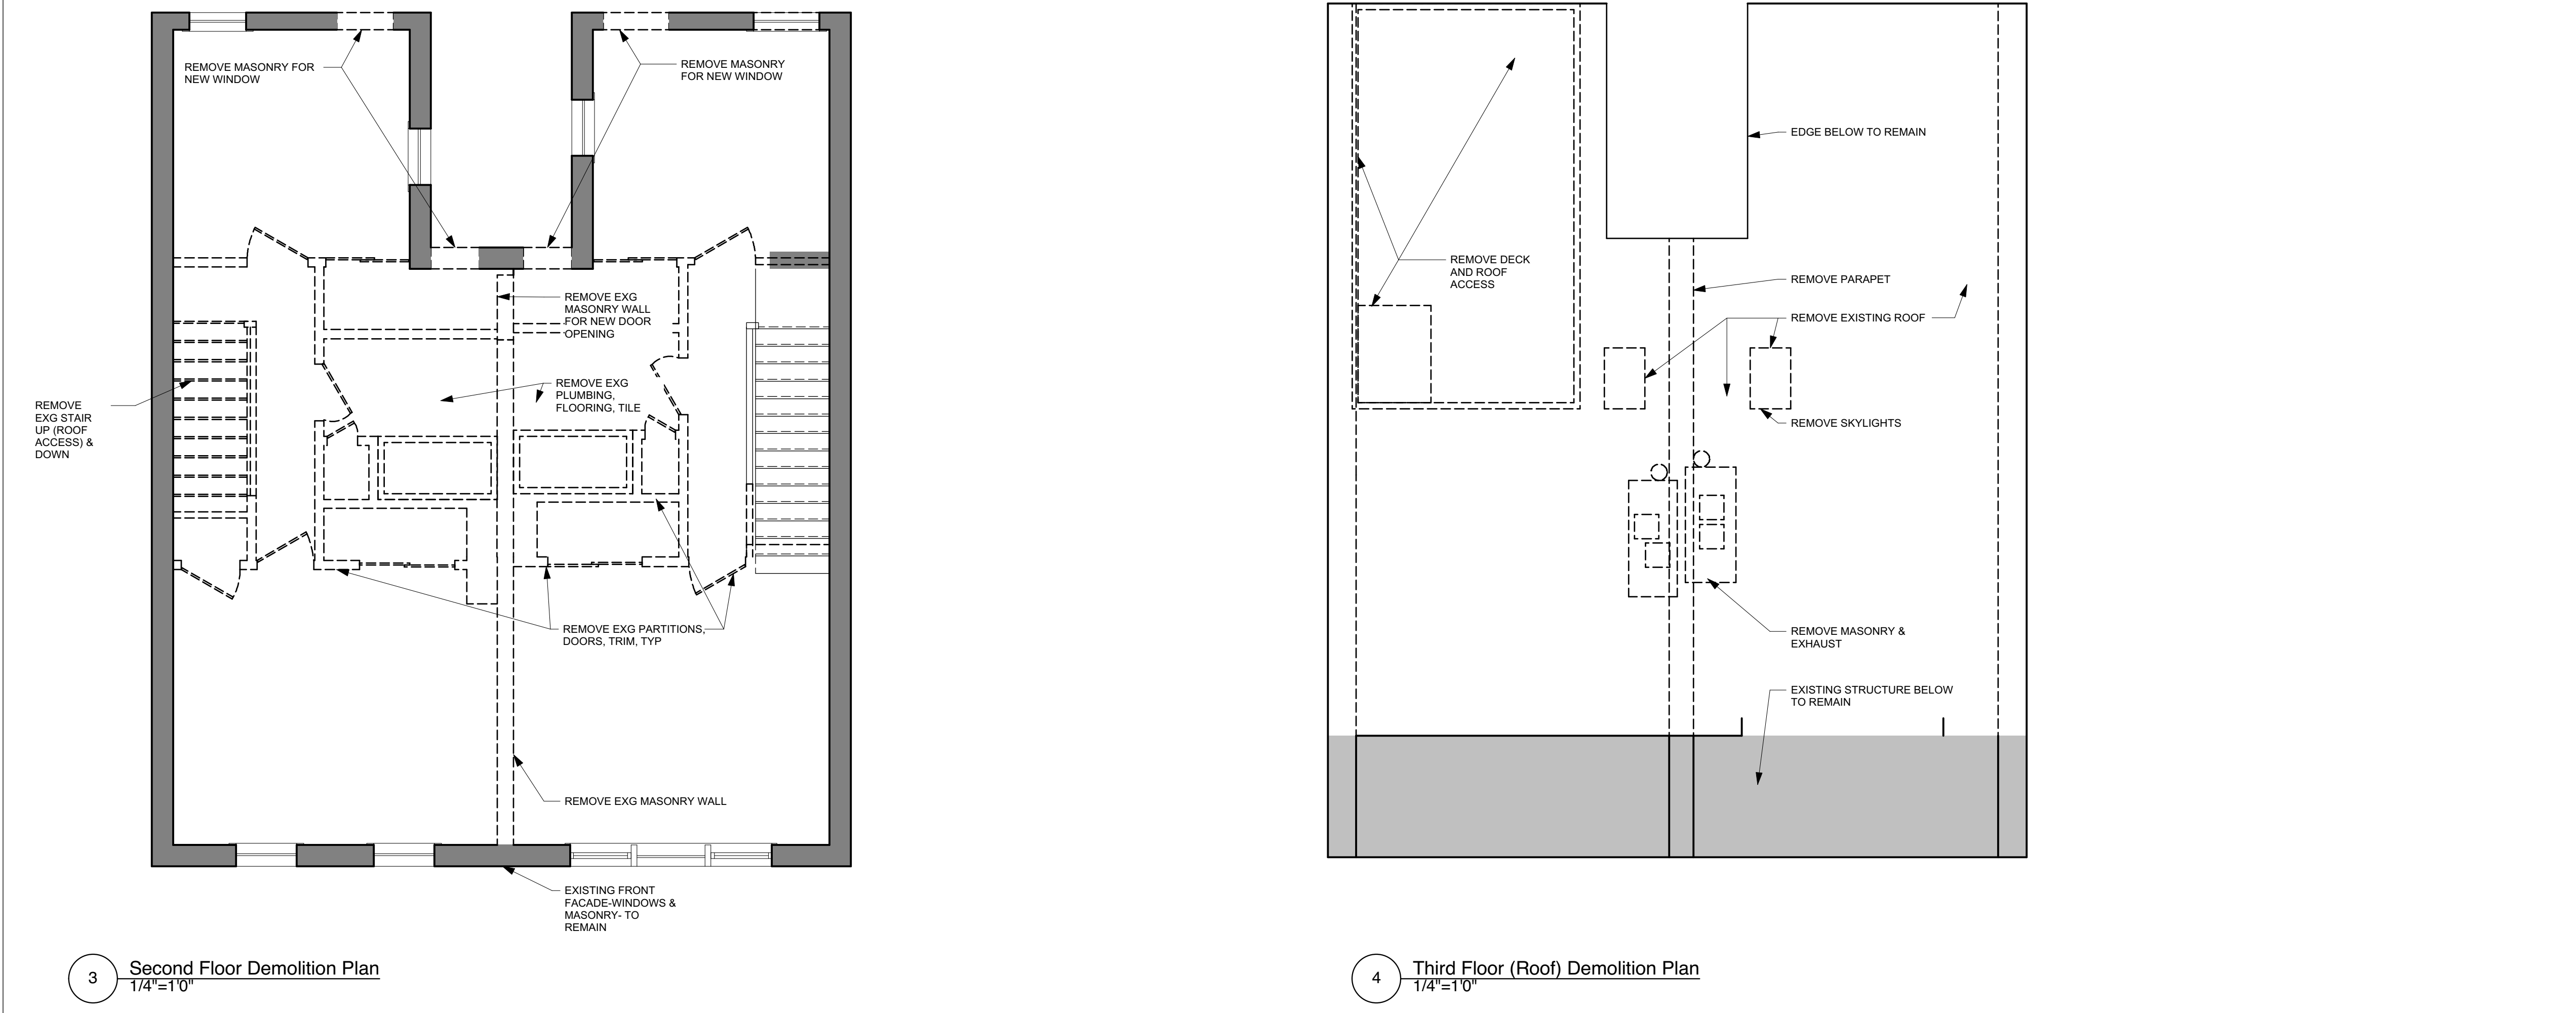 REMOVE MASONRY FOR
NEW WINDOW
REMOVE MASONRY
FOR NEW WINDOW
REMOVE EXG
MASONRY WALL
FOR NEW DOOR
OPENING
REMOVE EXG
PLUMBING,
FLOORING, TILE
REMOVE
EXG STAIR
UP (ROOF
ACCESS) &
DOWN
REMOVE EXG PARTITIONS,
DOORS, TRIM, TYP
REMOVE EXG MASONRY WALL
EXISTING FRONT
FACADE-WINDOWS &
MASONRY- TO
REMAIN
3
Second Floor Demolition Plan
1/4"=1'0"
EDGE BELOW TO REMAIN
REMOVE DECK
AND ROOF
ACCESS
REMOVE PARAPET
REMOVE EXISTING ROOF
REMOVE SKYLIGHTS
REMOVE MASONRY &
EXHAUST
EXISTING STRUCTURE BELOW
TO REMAIN
4
Third Floor (Roof) Demolition Plan
1/4"=1'0"